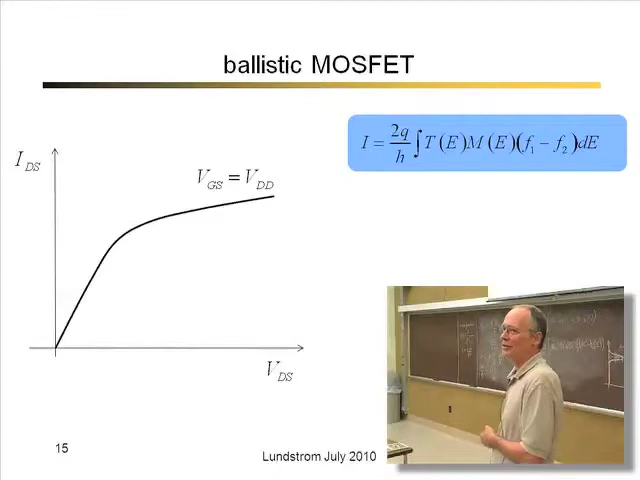 ballistic MOSFET
I = 2q/h ∫ T(E)M(E)(f₁ − f₂)dE
I_DS
V_GS = V_DD
V_DS
15
Lundstrom July 2010